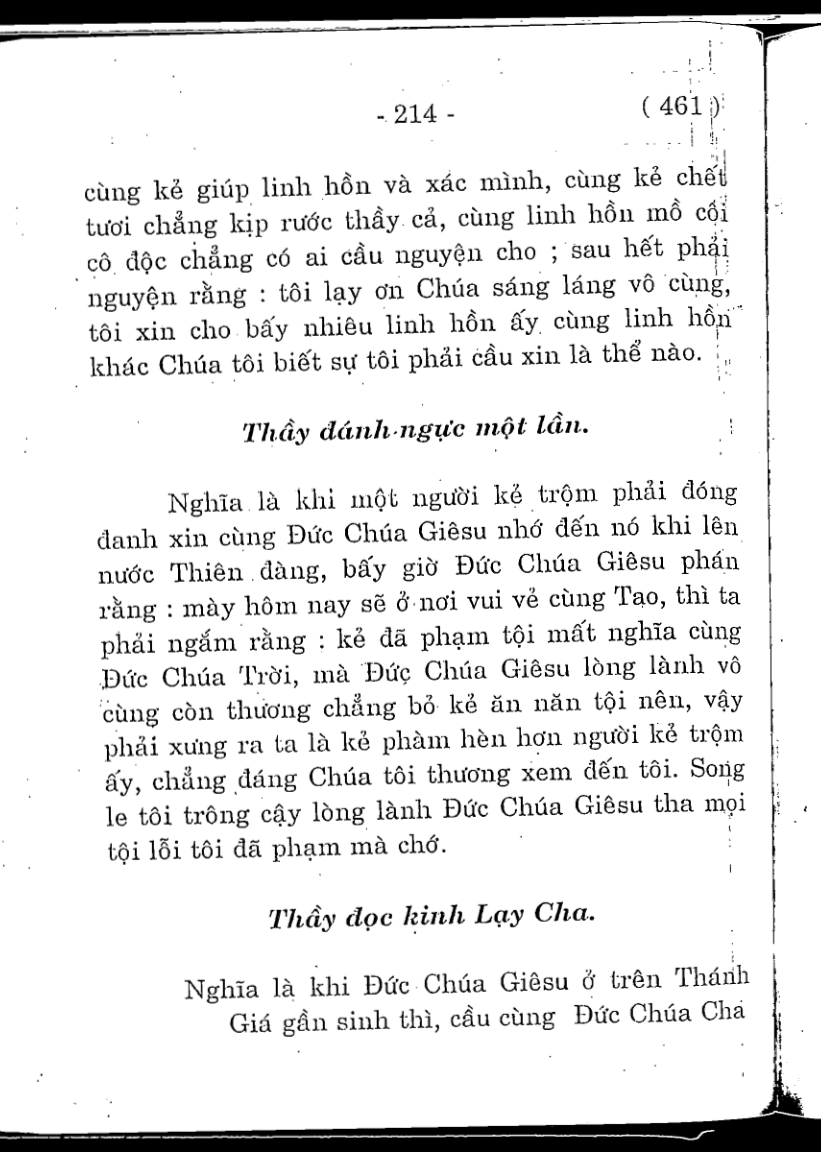 - 214 - ( 461 )
cùng kẻ giúp linh hồn và xác mình, cùng kẻ chết
tươi chẳng kịp rước thầy cả, cùng linh hồn mồ côi
cô độc chẳng có ai cầu nguyện cho ; sau hết phải
nguyện rằng : tôi lạy ơn Chúa sáng láng vô cùng,
tôi xin cho bấy nhiêu linh hồn ấy cùng linh hồn
khác Chúa tôi biết sự tôi phải cầu xin là thể nào.
Thầy đánh ngực một lần.
Nghĩa là khi một người kẻ trộm phải đóng
đanh xin cùng Đức Chúa Giêsu nhớ đến nó khi lên
nước Thiên đàng, bấy giờ Đức Chúa Giêsu phán
rằng : mày hôm nay sẽ ở nơi vui vẻ cùng Tao, thì ta
phải ngắm rằng : kẻ đã phạm tội mất nghĩa cùng
Đức Chúa Trời, mà Đức Chúa Giêsu lòng lành vô
cùng còn thương chẳng bỏ kẻ ăn năn tội nên, vậy
phải xưng ra ta là kẻ phàm hèn hơn người kẻ trộm
ấy, chẳng đáng Chúa tôi thương xem đến tôi. Song
le tôi trông cậy lòng lành Đức Chúa Giêsu tha mọi
tội lỗi tôi đã phạm mà chớ.
Thầy đọc kinh Lạy Cha.
Nghĩa là khi Đức Chúa Giêsu ở trên Thánh
Giá gần sinh thì, cầu cùng Đức Chúa Cha